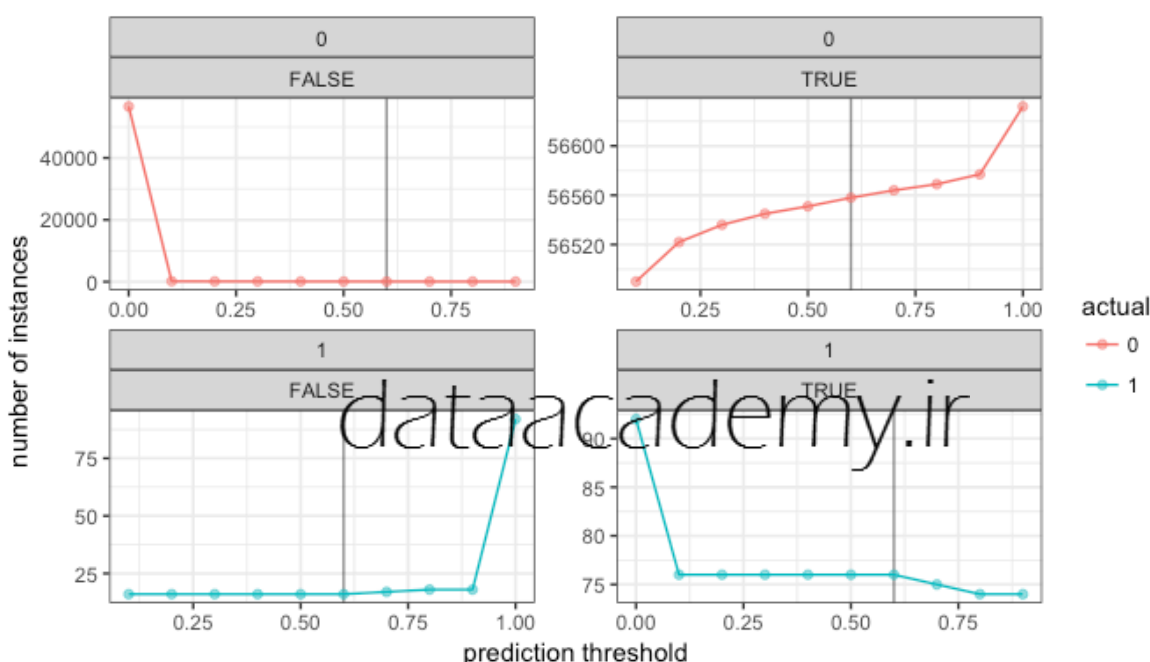 0
0
FALSE
TRUE
40000
20000
0
0.00 0.25 0.50 0.75
56600
56560
56520
0.25 0.50 0.75 1.00
number of instances
1
1
FALSE
TRUE
dataacademy.ir
75
50
25
0.25 0.50 0.75 1.00
90
85
80
75
0.00 0.25 0.50 0.75
prediction threshold
actual
0
1